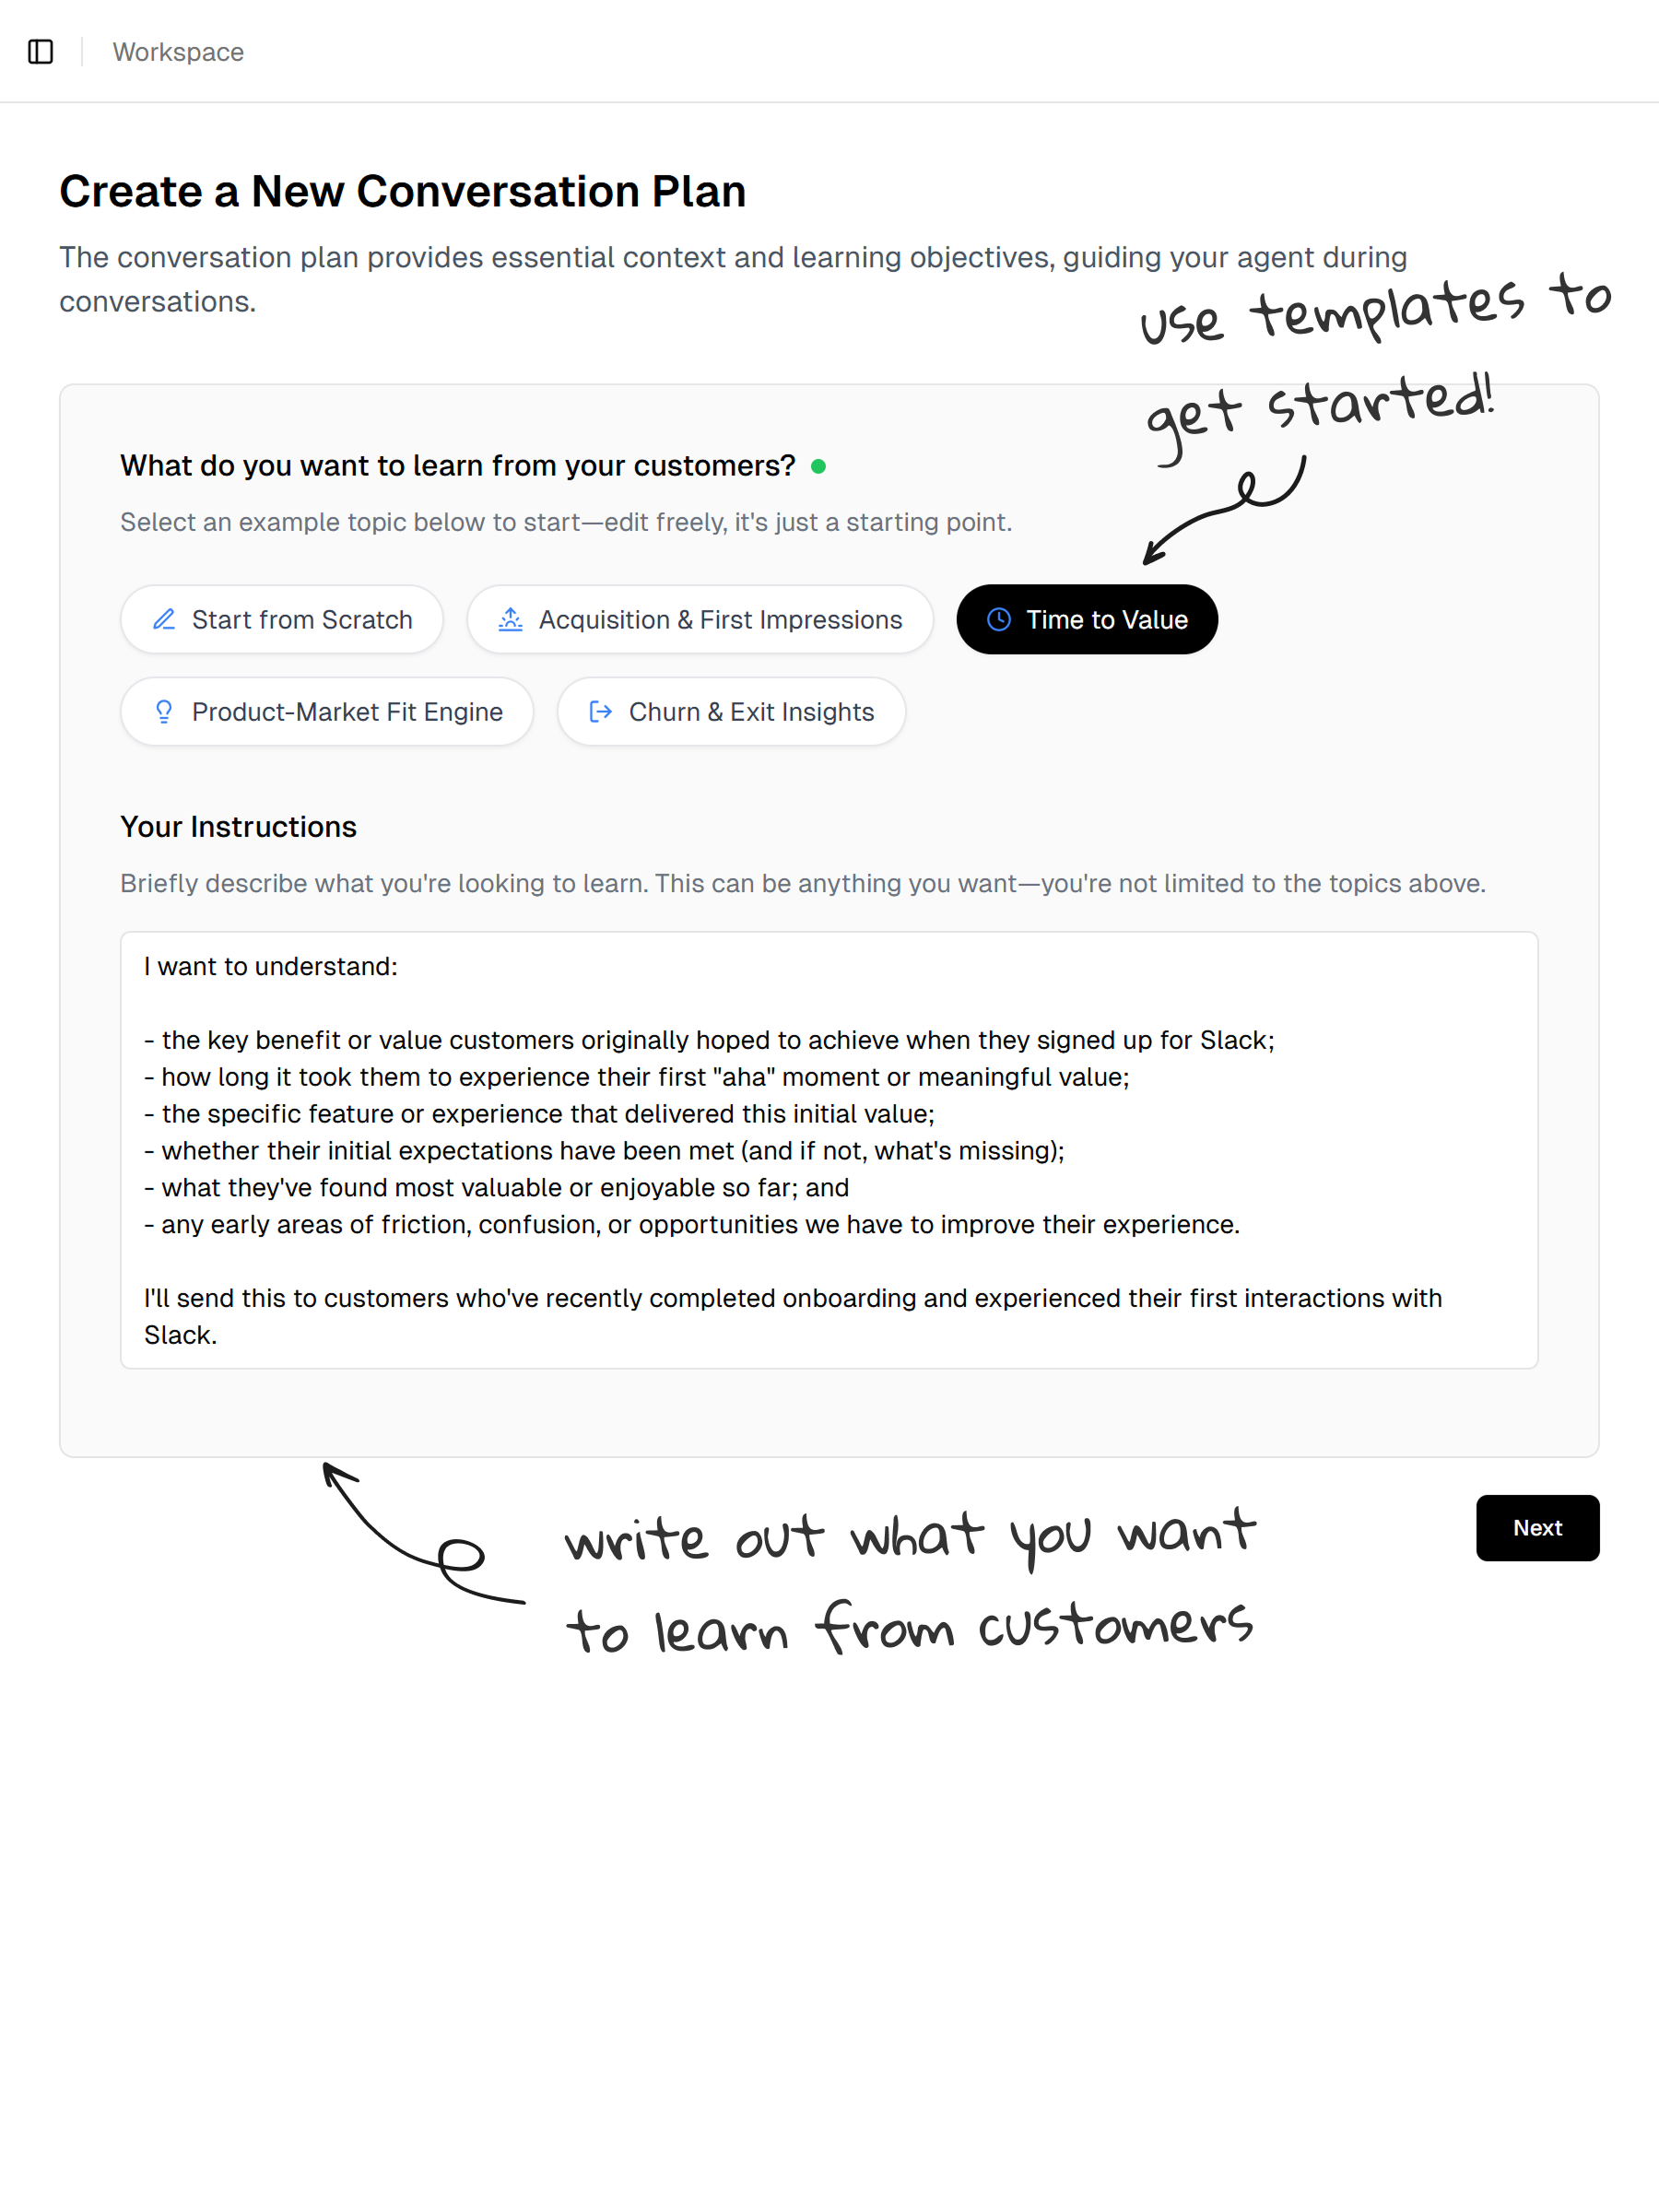 Workspace
Create a New Conversation Plan
The conversation plan provides essential context and learning objectives, guiding your agent during
conversations.
use templates to
get started!
What do you want to learn from your customers?
Select an example topic below to start—edit freely, it's just a starting point.
Start from Scratch
Acquisition & First Impressions
Time to Value
Product-Market Fit Engine
Churn & Exit Insights
Your Instructions
Briefly describe what you're looking to learn. This can be anything you want—you're not limited to the topics above.
I want to understand:
- the key benefit or value customers originally hoped to achieve when they signed up for Slack;
- how long it took them to experience their first "aha" moment or meaningful value;
- the specific feature or experience that delivered this initial value;
- whether their initial expectations have been met (and if not, what's missing);
- what they've found most valuable or enjoyable so far; and
- any early areas of friction, confusion, or opportunities we have to improve their experience.
I'll send this to customers who've recently completed onboarding and experienced their first interactions with
Slack.
Next
write out what you want
to learn from customers